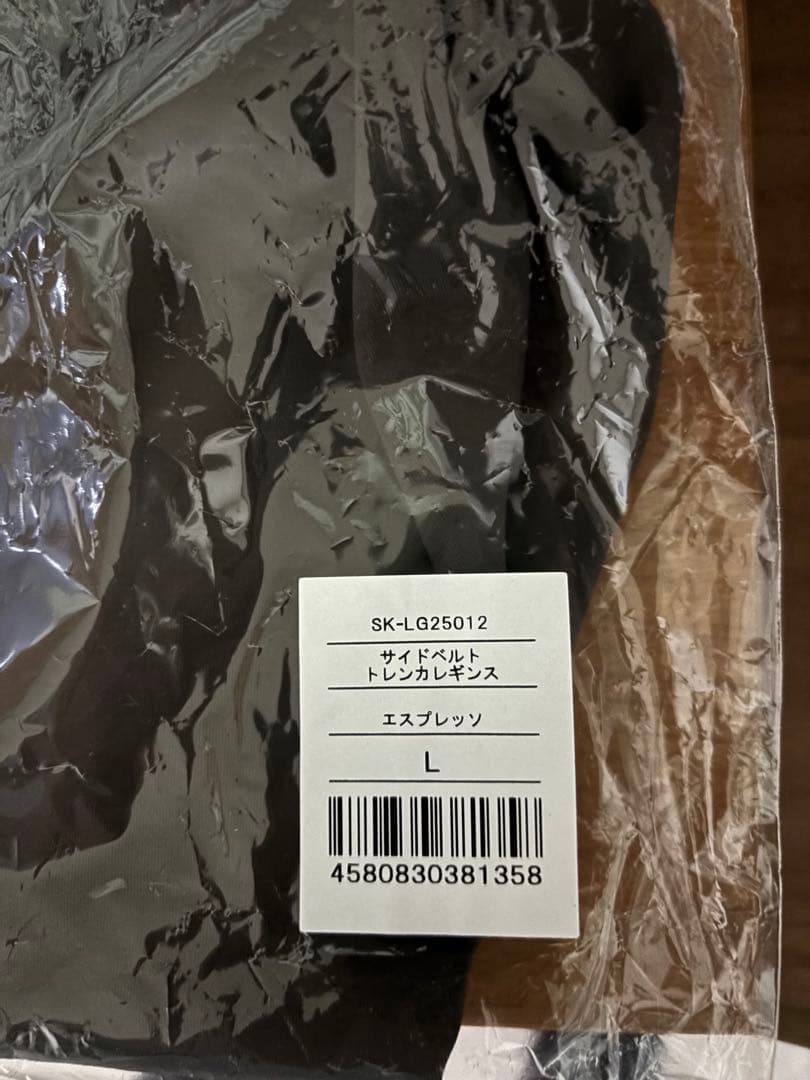 SK-LG25012
サイドベルト
トレンカレギンス
エスプレッソ
L
4580830381358